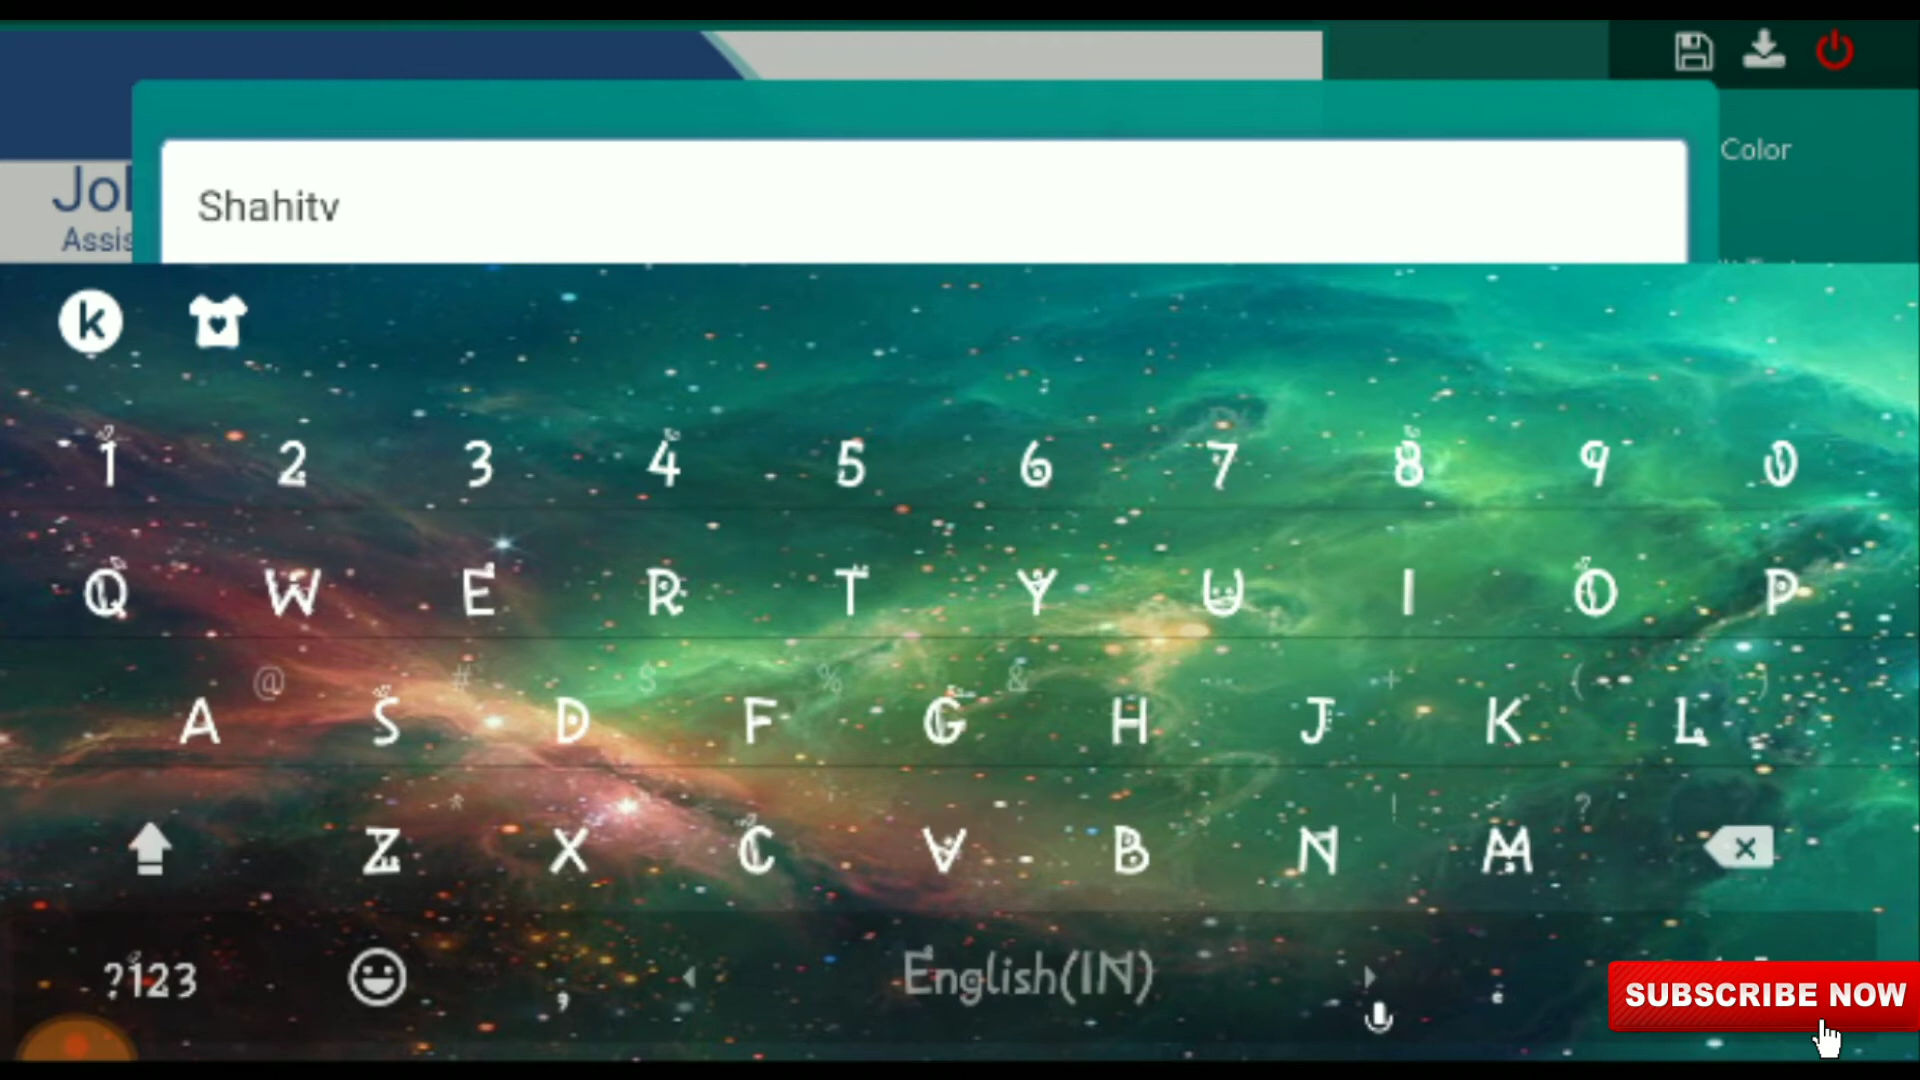 Color
Shahitv
Jo
Assis
k
1 2 3 4 5 6 7 8 9 0
Q W E R T Y U I O P
@ # $ % & - + ( )
A S D F G H J K L
! ?
Z X C V B N M
?123 , English(IN)
SUBSCRIBE NOW